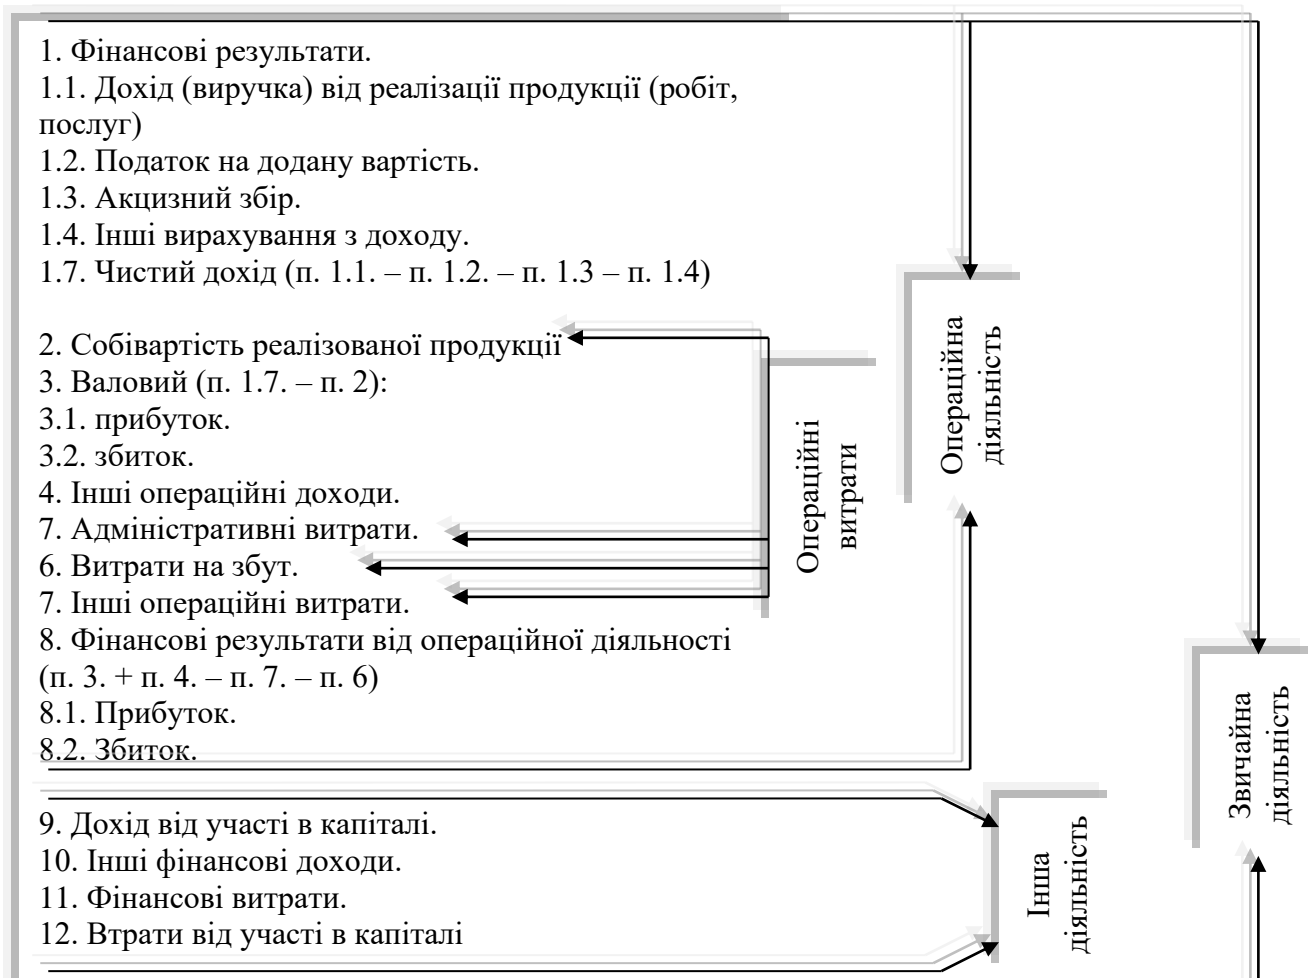 1. Фінансові результати.
1.1. Дохід (виручка) від реалізації продукції (робіт,
послуг)
1.2. Податок на додану вартість.
1.3. Акцизний збір.
1.4. Інші вирахування з доходу.
1.7. Чистий дохід (п. 1.1. – п. 1.2. – п. 1.3 – п. 1.4)
2. Собівартість реалізованої продукції
3. Валовий (п. 1.7. – п. 2):
3.1. прибуток.
3.2. збиток.
4. Інші операційні доходи.
7. Адміністративні витрати.
6. Витрати на збут.
7. Інші операційні витрати.
8. Фінансові результати від операційної діяльності
(п. 3. + п. 4. – п. 7. – п. 6)
8.1. Прибуток.
8.2. Збиток.
9. Дохід від участі в капіталі.
10. Інші фінансові доходи.
11. Фінансові витрати.
12. Втрати від участі в капіталі
Операційні
витрати
Операційна
діяльність
Інша
діяльність
Звичайна
діяльність